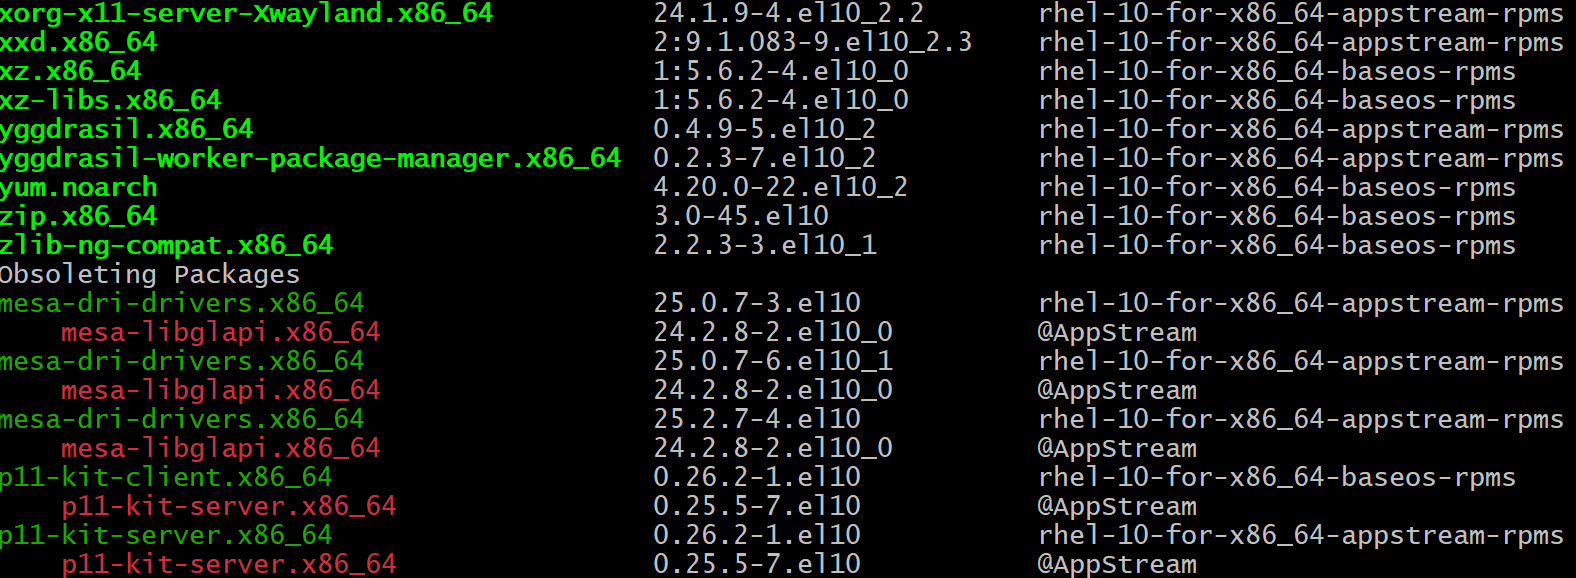 xorg-x11-server-Xwayland.x86_64 24.1.9-4.el10_2.2 rhel-10-for-x86_64-appstream-rpms
xxd.x86_64 2:9.1.083-9.el10_2.3 rhel-10-for-x86_64-appstream-rpms
xz.x86_64 1:5.6.2-4.el10_0 rhel-10-for-x86_64-baseos-rpms
xz-libs.x86_64 1:5.6.2-4.el10_0 rhel-10-for-x86_64-baseos-rpms
yggdrasil.x86_64 0.4.9-5.el10_2 rhel-10-for-x86_64-appstream-rpms
yggdrasil-worker-package-manager.x86_64 0.2.3-7.el10_2 rhel-10-for-x86_64-appstream-rpms
yum.noarch 4.20.0-22.el10_2 rhel-10-for-x86_64-baseos-rpms
zip.x86_64 3.0-45.el10 rhel-10-for-x86_64-baseos-rpms
zlib-ng-compat.x86_64 2.2.3-3.el10_1 rhel-10-for-x86_64-baseos-rpms
Obsoleting Packages
mesa-dri-drivers.x86_64 25.0.7-3.el10 rhel-10-for-x86_64-appstream-rpms
mesa-libglapi.x86_64 24.2.8-2.el10_0 @AppStream
mesa-dri-drivers.x86_64 25.0.7-6.el10_1 rhel-10-for-x86_64-appstream-rpms
mesa-libglapi.x86_64 24.2.8-2.el10_0 @AppStream
mesa-dri-drivers.x86_64 25.2.7-4.el10 rhel-10-for-x86_64-appstream-rpms
mesa-libglapi.x86_64 24.2.8-2.el10_0 @AppStream
p11-kit-client.x86_64 0.26.2-1.el10 rhel-10-for-x86_64-baseos-rpms
p11-kit-server.x86_64 0.25.5-7.el10 @AppStream
p11-kit-server.x86_64 0.26.2-1.el10 rhel-10-for-x86_64-appstream-rpms
p11-kit-server.x86_64 0.25.5-7.el10 @AppStream